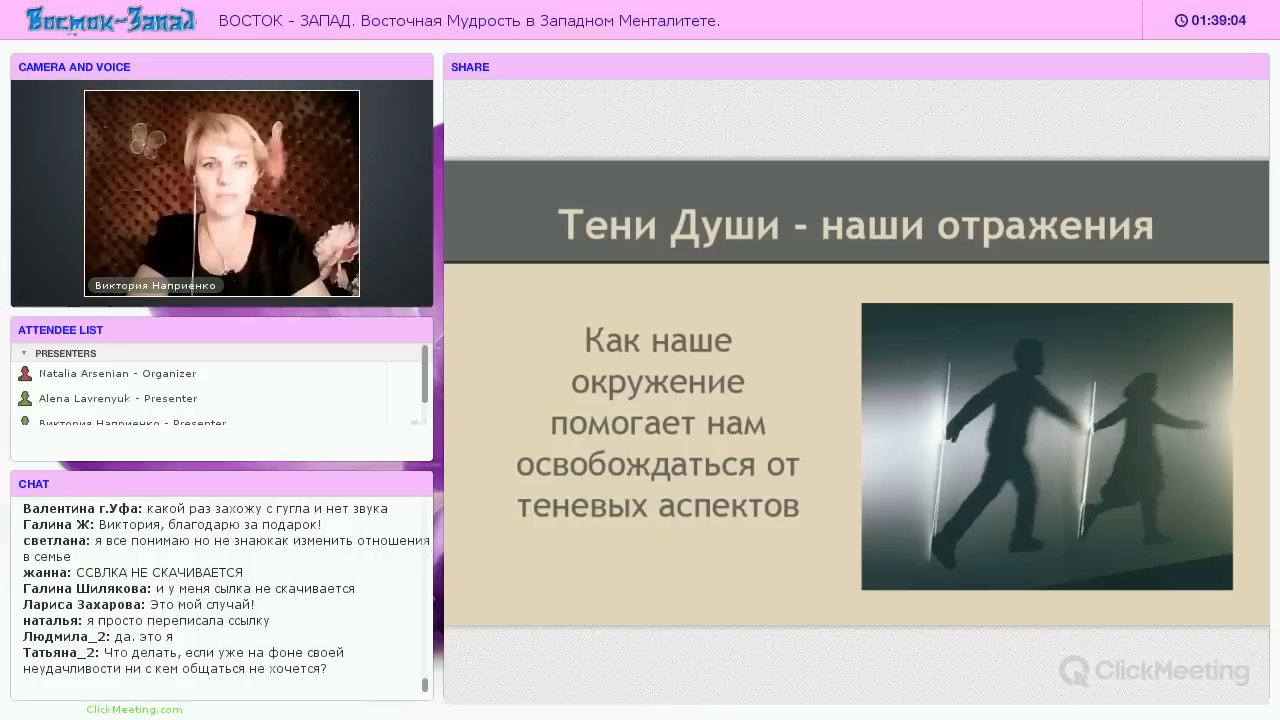 Восток-Запад
ВОСТОК - ЗАПАД. Восточная Мудрость в Западном Менталитете.
01:39:04
CAMERA AND VOICE
Виктория Наприенко
ATTENDEE LIST
PRESENTERS
Natalia Arsenian - Organizer
Alena Lavrenyuk - Presenter
Виктория Наприенко - Presenter
CHAT
Валентина г.Уфа: какой раз захожу с гугла и нет звука
Галина Ж: Виктория, благодарю за подарок!
светлана: я все понимаю но не знаюкак изменить отношения
в семье
жанна: ССВЛКА НЕ СКАЧИВАЕТСЯ
Галина Шилякова: и у меня сылка не скачивается
Лариса Захарова: Это мой случай!
наталья: я просто переписала ссылку
Людмила_2: да. это я
Татьяна_2: Что делать, если уже на фоне своей
неудачливости ни с кем общаться не хочется?
ClickMeeting.com
SHARE
Тени Души - наши отражения
Как наше
окружение
помогает нам
освобождаться от
теневых аспектов
ClickMeeting